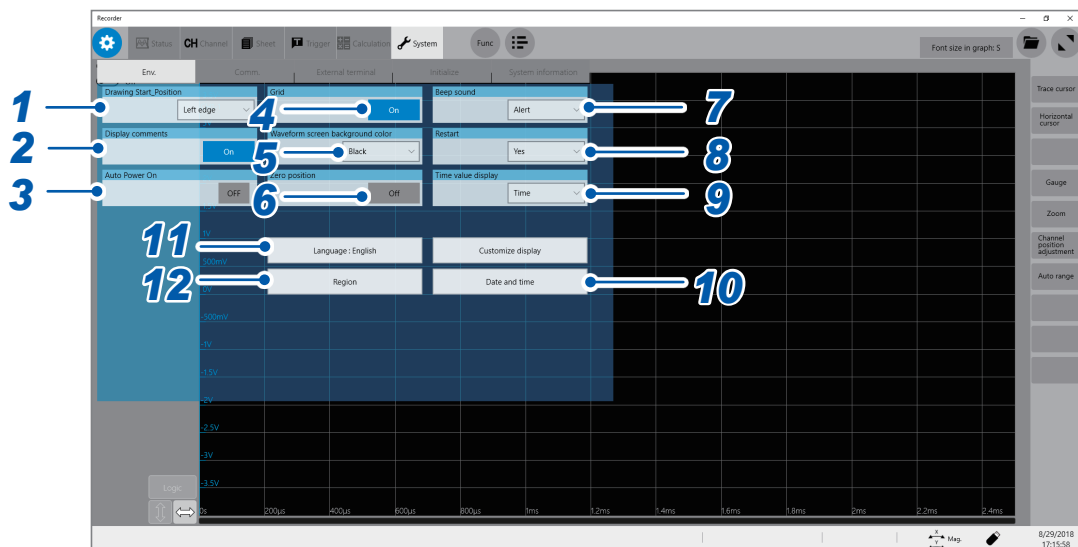 Recorder
Status
CH Channel
Sheet
Trigger
Calculation
System
Func
Font size in graph: S
Env.
Comm.
External terminal
Initialize
System information
Drawing Start_Position
Left edge
Grid
On
Beep sound
Alert
Display comments
On
Waveform screen background color
Black
Restart
Yes
Auto Power On
OFF
Zero position
Off
Time value display
Time
Language : English
Customize display
Region
Date and time
1
2
3
4
5
6
7
8
9
10
11
12
1V
500mV
0V
-500mV
-1V
-1.5V
-2V
-2.5V
-3V
-3.5V
0s
200µs
400µs
600µs
800µs
1ms
1.2ms
1.4ms
1.6ms
1.8ms
2ms
2.2ms
2.4ms
Logic
Trace cursor
Horizontal
cursor
Gauge
Zoom
Channel
position
adjustment
Auto range
X
Y
Mag.
8/29/2018
17:15:58